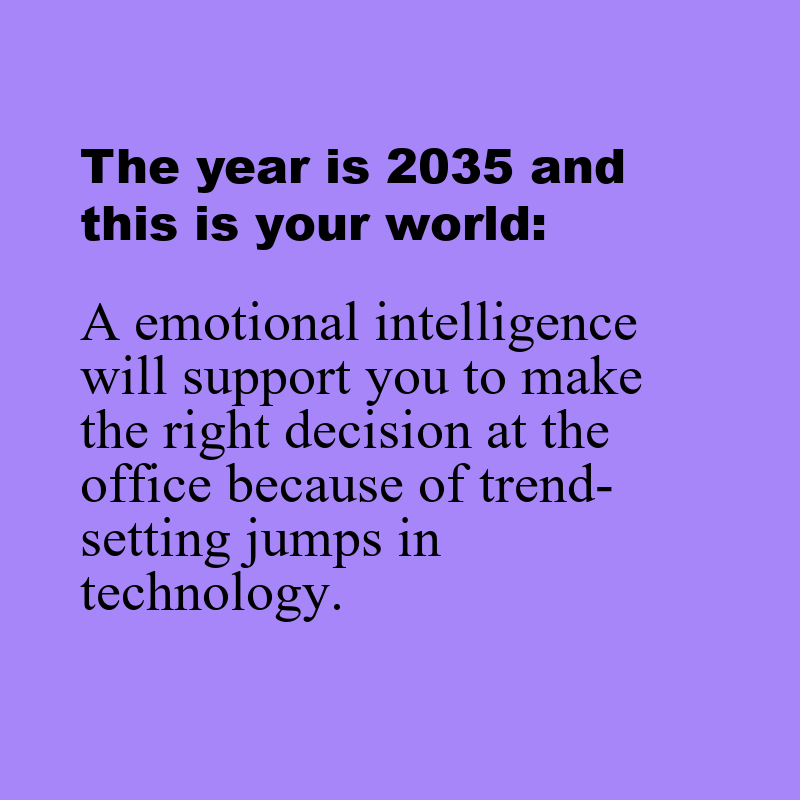 The year is 2035 and
this is your world:
A emotional intelligence
will support you to make
the right decision at the
office because of trend-
setting jumps in
technology.